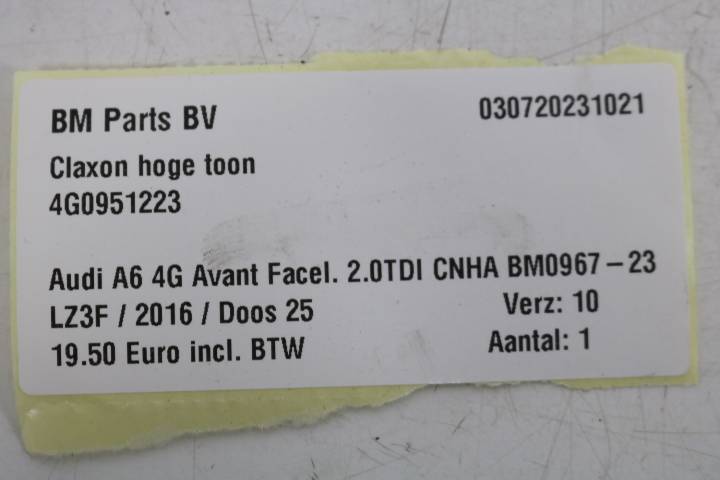 BM Parts BV 030720231021
Claxon hoge toon
4G0951223
Audi A6 4G Avant Facel. 2.0TDI CNHA BM0967-23
LZ3F / 2016 / Doos 25 Verz: 10
19.50 Euro incl. BTW Aantal: 1